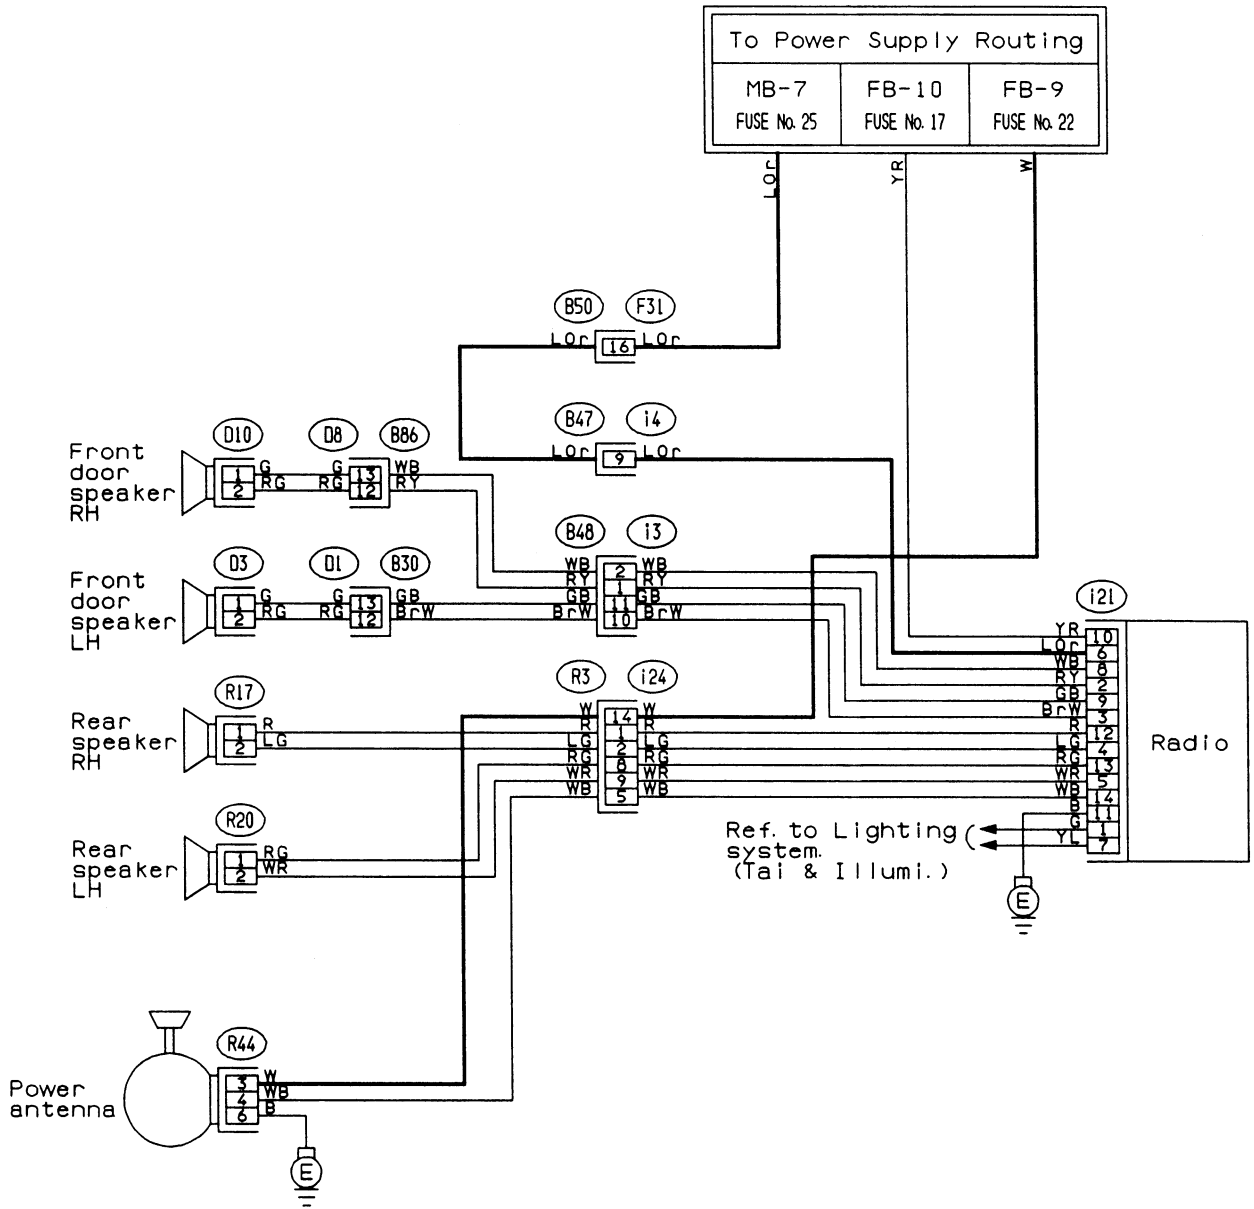 To Power Supply Routing
MB-7 FB-10 FB-9
FUSE No. 25 FUSE No. 17 FUSE No. 22
LOr YR W
B50 F31
LOr 16 LOr
B47 i4
LOr 9 LOr
Front
door
speaker
RH
D10 D8 B86
1 G G 13 WB
2 RG RG 12 RY
Front
door
speaker
LH
D3 D1 B30
1 G G 13 GB
2 RG RG 12 BrW
B48 i3
WB 2 WB
RY 1 RY
GB 11 GB
BrW 10 BrW
Rear
speaker
RH
R17
1 R
2 LG
R3 i24
W 14 W
R 1 R
LG 2 LG
RG 8 RG
WR 9 WR
WB 5 WB
Rear
speaker
LH
R20
1 RG
2 WR
i21
YR 10
LOr 6
WB 8
RY 2
GB 9
BrW 3
R 12
LG 4
RG 13
WR 5
WB 14
B 11
G 1
YL 7
Radio
Ref. to Lighting
system.
(Tai & Illumi.)
E
Power
antenna
R44
3 W
4 WB
6 B
E